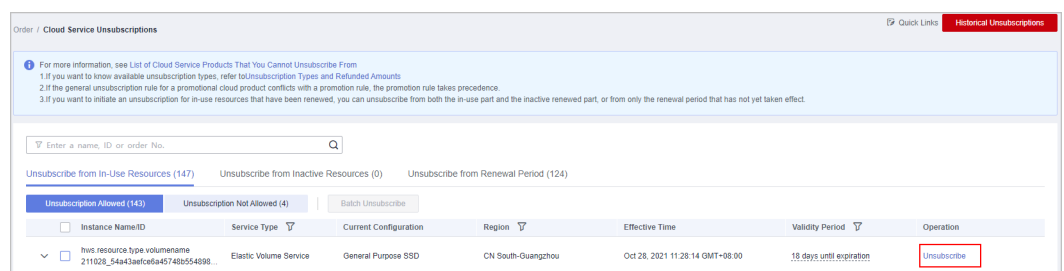 Order / Cloud Service Unsubscriptions
Quick Links
Historical Unsubscriptions
For more information, see List of Cloud Service Products That You Cannot Unsubscribe From
1.If you want to know available unsubscription types, refer toUnsubscription Types and Refunded Amounts
2.If the general unsubscription rule for a promotional cloud product conflicts with a promotion rule, the promotion rule takes precedence.
3.If you want to initiate an unsubscription for in-use resources that have been renewed, you can unsubscribe from both the in-use part and the inactive renewed part, or from only the renewal period that has not yet taken effect.
Enter a name, ID or order No.
Unsubscribe from In-Use Resources (147) Unsubscribe from Inactive Resources (0) Unsubscribe from Renewal Period (124)
Unsubscription Allowed (143) Unsubscription Not Allowed (4) Batch Unsubscribe
Instance Name/ID Service Type Current Configuration Region Effective Time Validity Period Operation
hws.resource.type.volumename
211028_54a43aefce6a45748b554898... Elastic Volume Service General Purpose SSD CN South-Guangzhou Oct 28, 2021 11:28:14 GMT+08:00 18 days until expiration Unsubscribe